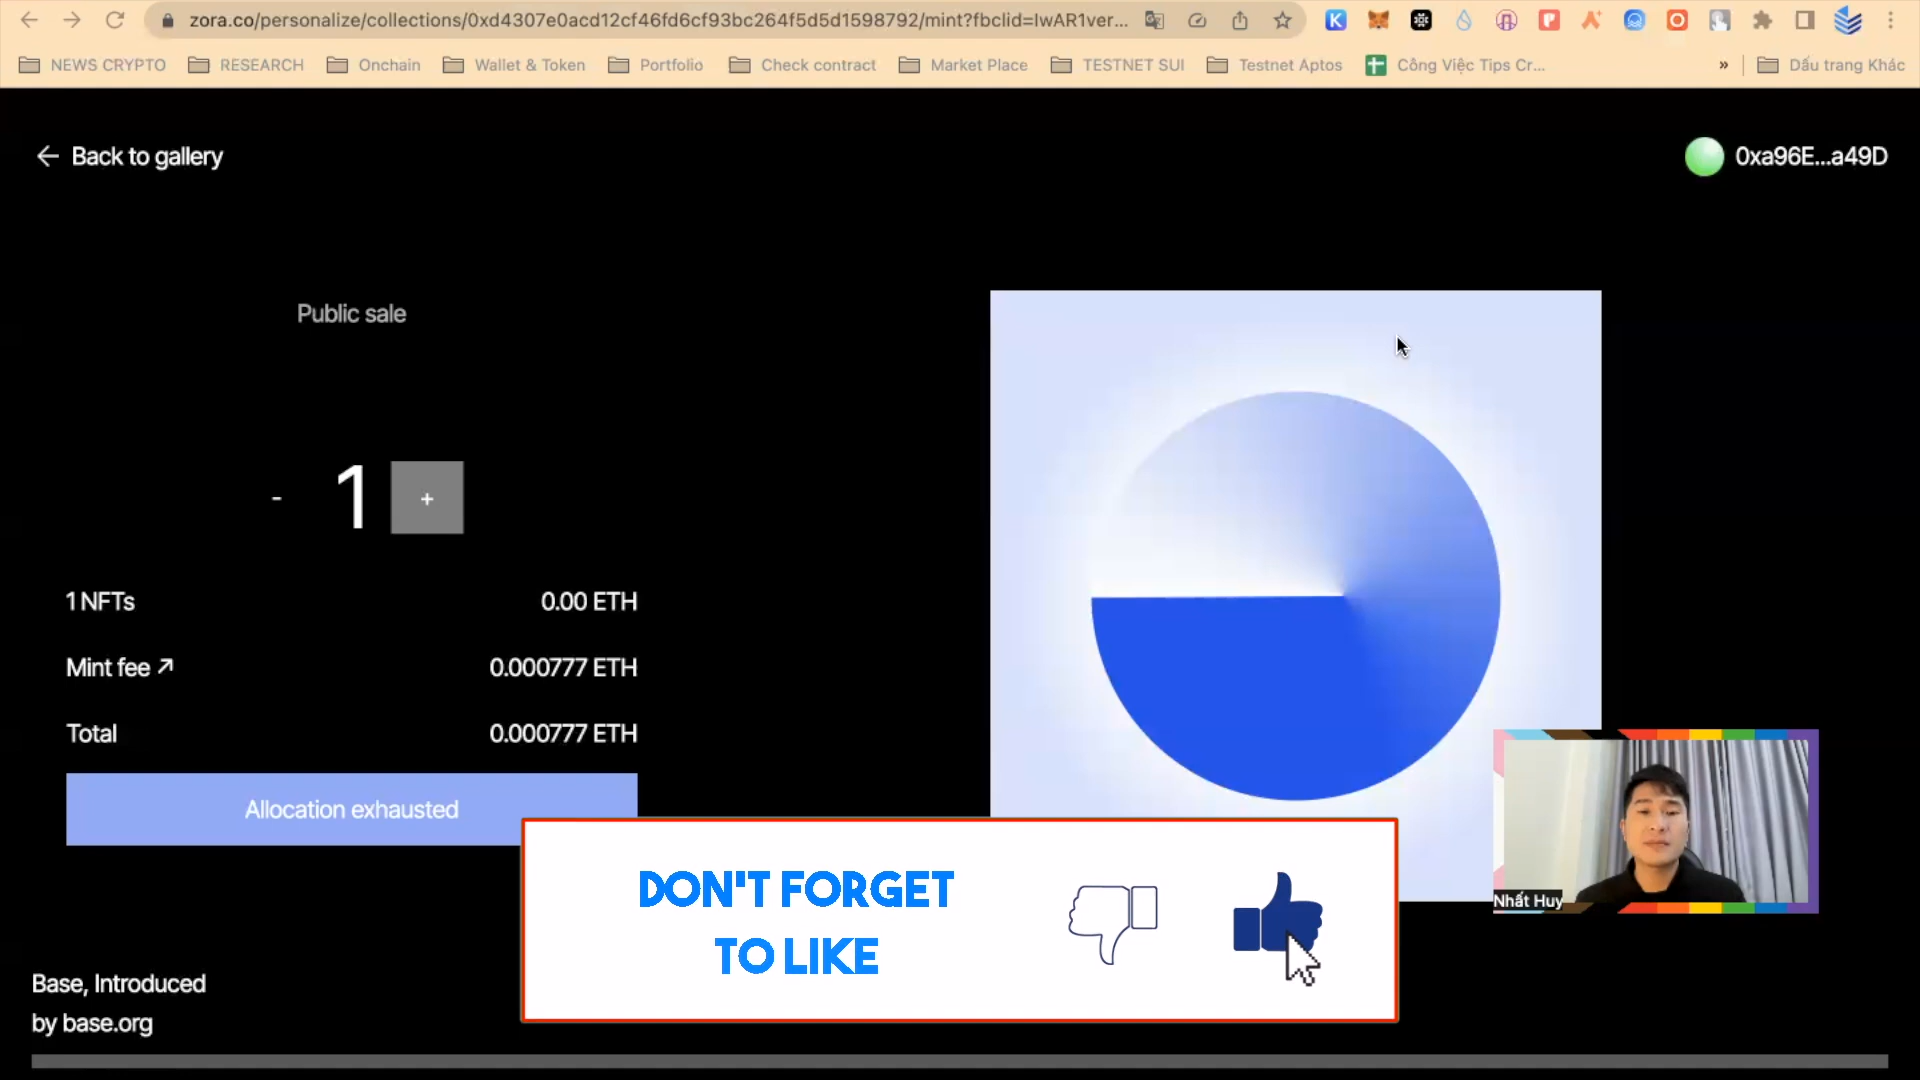 zora.co/personalize/collections/0xd4307e0acd12cf46fd6cf93bc264f5d5d1598792/mint?fbclid=IwAR1ver...
NEWS CRYPTO
RESEARCH
Onchain
Wallet & Token
Portfolio
Check contract
Market Place
TESTNET SUI
Testnet Aptos
Công Việc Tips Cr...
»
Dấu trang Khác
← Back to gallery
0xa96E...a49D
Public sale
- 1 +
1 NFTs 0.00 ETH
Mint fee ↗ 0.000777 ETH
Total 0.000777 ETH
Allocation exhausted
DON'T FORGET
TO LIKE
Nhất Huy
Base, Introduced
by base.org